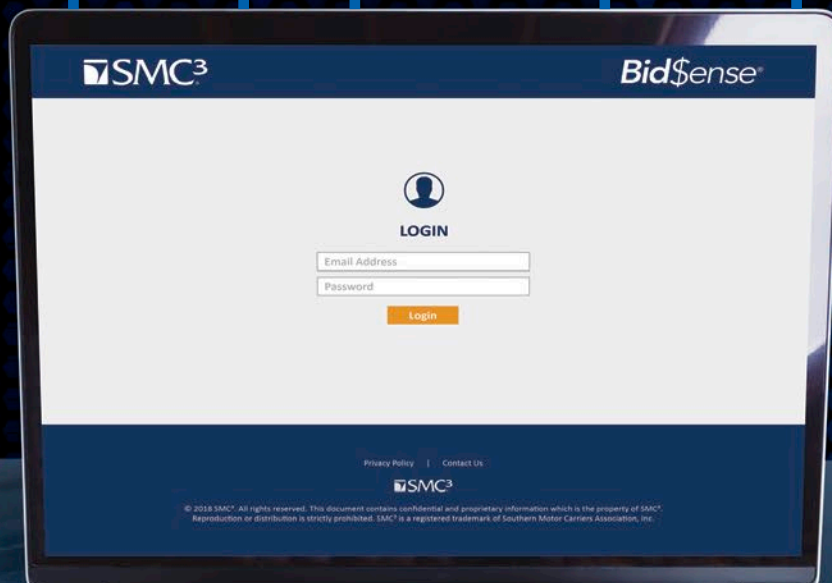 SMC³
Bid$ense®
LOGIN
Email Address
Password
Login
Privacy Policy | Contact Us
SMC³
© 2018 SMC³. All rights reserved. This document contains confidential and proprietary information which is the property of SMC³.
Reproduction or distribution is strictly prohibited. SMC³ is a registered trademark of Southern Motor Carriers Association, Inc.